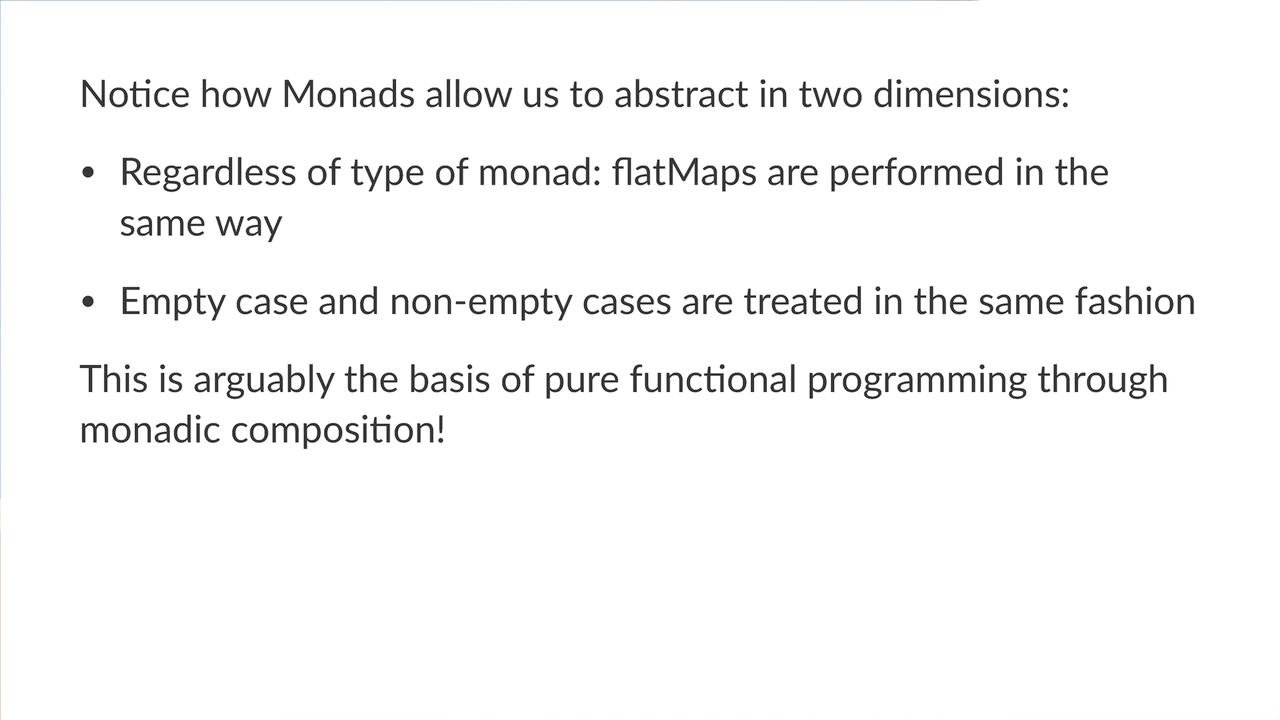 Notice how Monads allow us to abstract in two dimensions:
• Regardless of type of monad: flatMaps are performed in the
same way
• Empty case and non-empty cases are treated in the same fashion
This is arguably the basis of pure functional programming through
monadic composition!